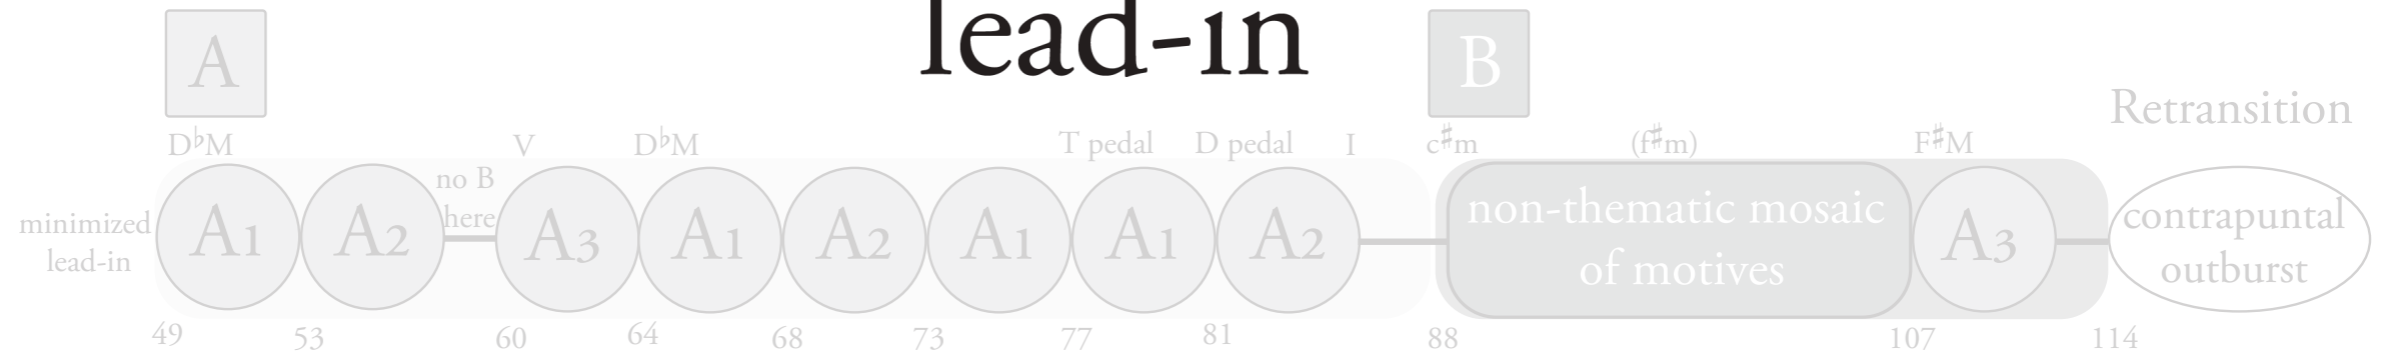 lead-in
A
B
Retransition
D♭M V D♭M T pedal D pedal I c♯m (f♯m) F♯M
no B
here
minimized
lead-in
A1 A2 A3 A1 A2 A1 A1 A2
non-thematic mosaic
of motives
A3
contrapuntal
outburst
49 53 60 64 68 73 77 81 88 107 114